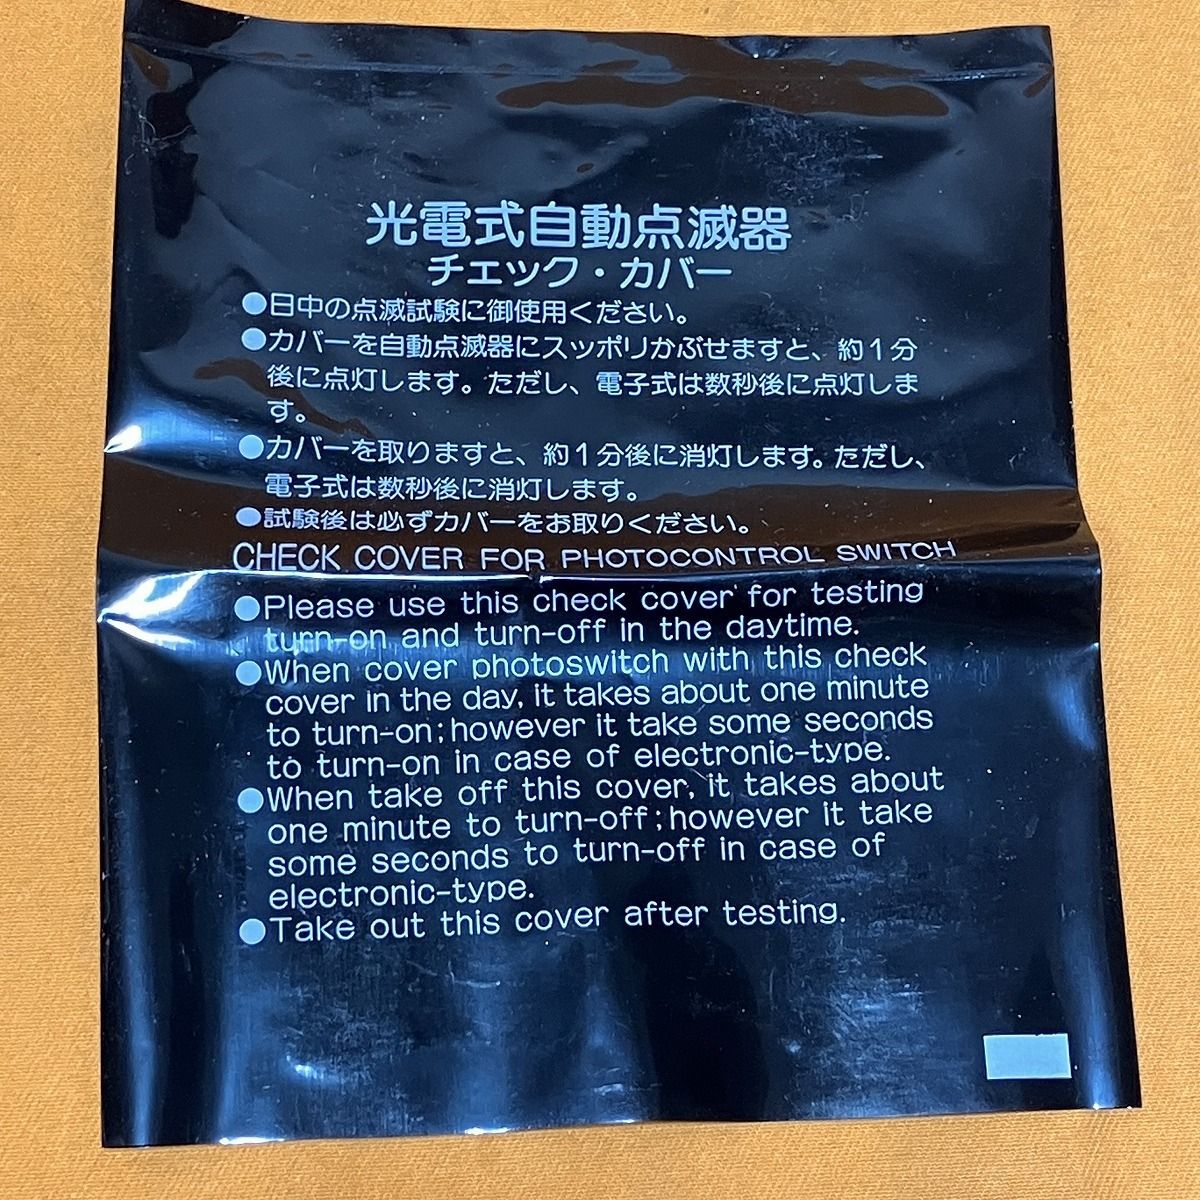 光電式自動点滅器
チェック・カバー
●日中の点滅試験に御使用ください。
●カバーを自動点滅器にスッポリかぶせますと、約1分
後に点灯します。ただし、電子式は数秒後に点灯しま
す。
●カバーを取りますと、約1分後に消灯します。ただし、
電子式は数秒後に消灯します。
●試験後は必ずカバーをお取りください。
CHECK COVER FOR PHOTOCONTROL SWITCH
●Please use this check cover for testing
turn-on and turn-off in the daytime.
●When cover photoswitch with this check
cover in the day, it takes about one minute
to turn-on; however it take some seconds
to turn-on in case of electronic-type.
●When take off this cover, it takes about
one minute to turn-off; however it take
some seconds to turn-off in case of
electronic-type.
●Take out this cover after testing.